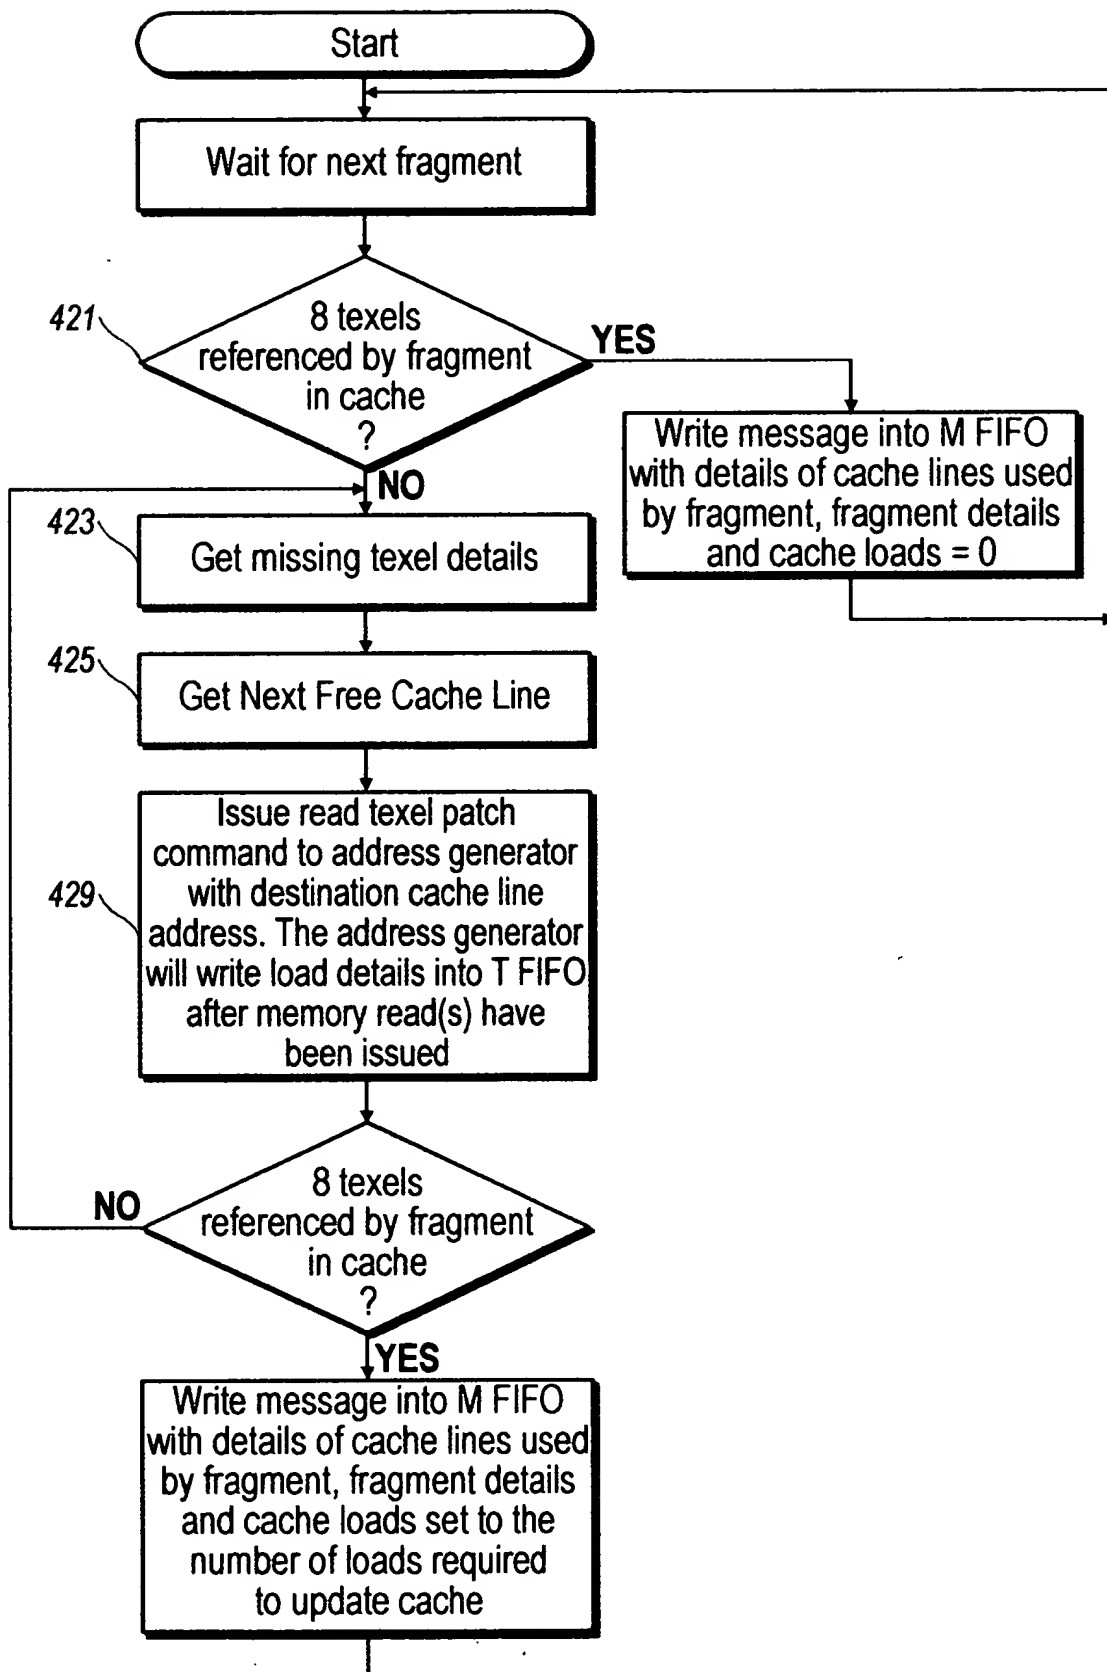 Start
Wait for next fragment
421
8 texels
referenced by fragment
in cache
?
YES
Write message into M FIFO
with details of cache lines used
by fragment, fragment details
and cache loads = 0
NO
423
Get missing texel details
425
Get Next Free Cache Line
429
Issue read texel patch
command to address generator
with destination cache line
address. The address generator
will write load details into T FIFO
after memory read(s) have
been issued
NO
8 texels
referenced by fragment
in cache
?
YES
Write message into M FIFO
with details of cache lines used
by fragment, fragment details
and cache loads set to the
number of loads required
to update cache